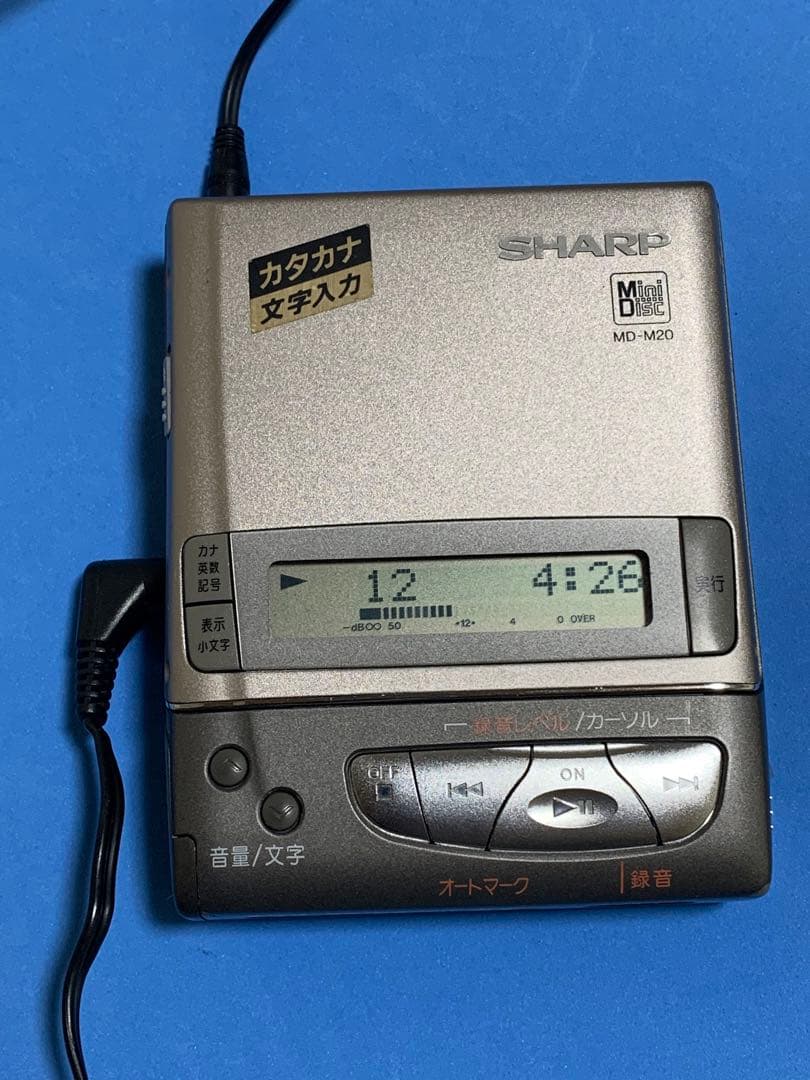 カタカナ
文字入力
SHARP
Mini
Disc
MD-M20
カナ
英数
記号
表示
小文字
12 4:26
-dB∞ 50 •12• 4 0 OVER
実行
録音レベル/カーソル
OFF
ON
音量/文字
オートマーク
録音